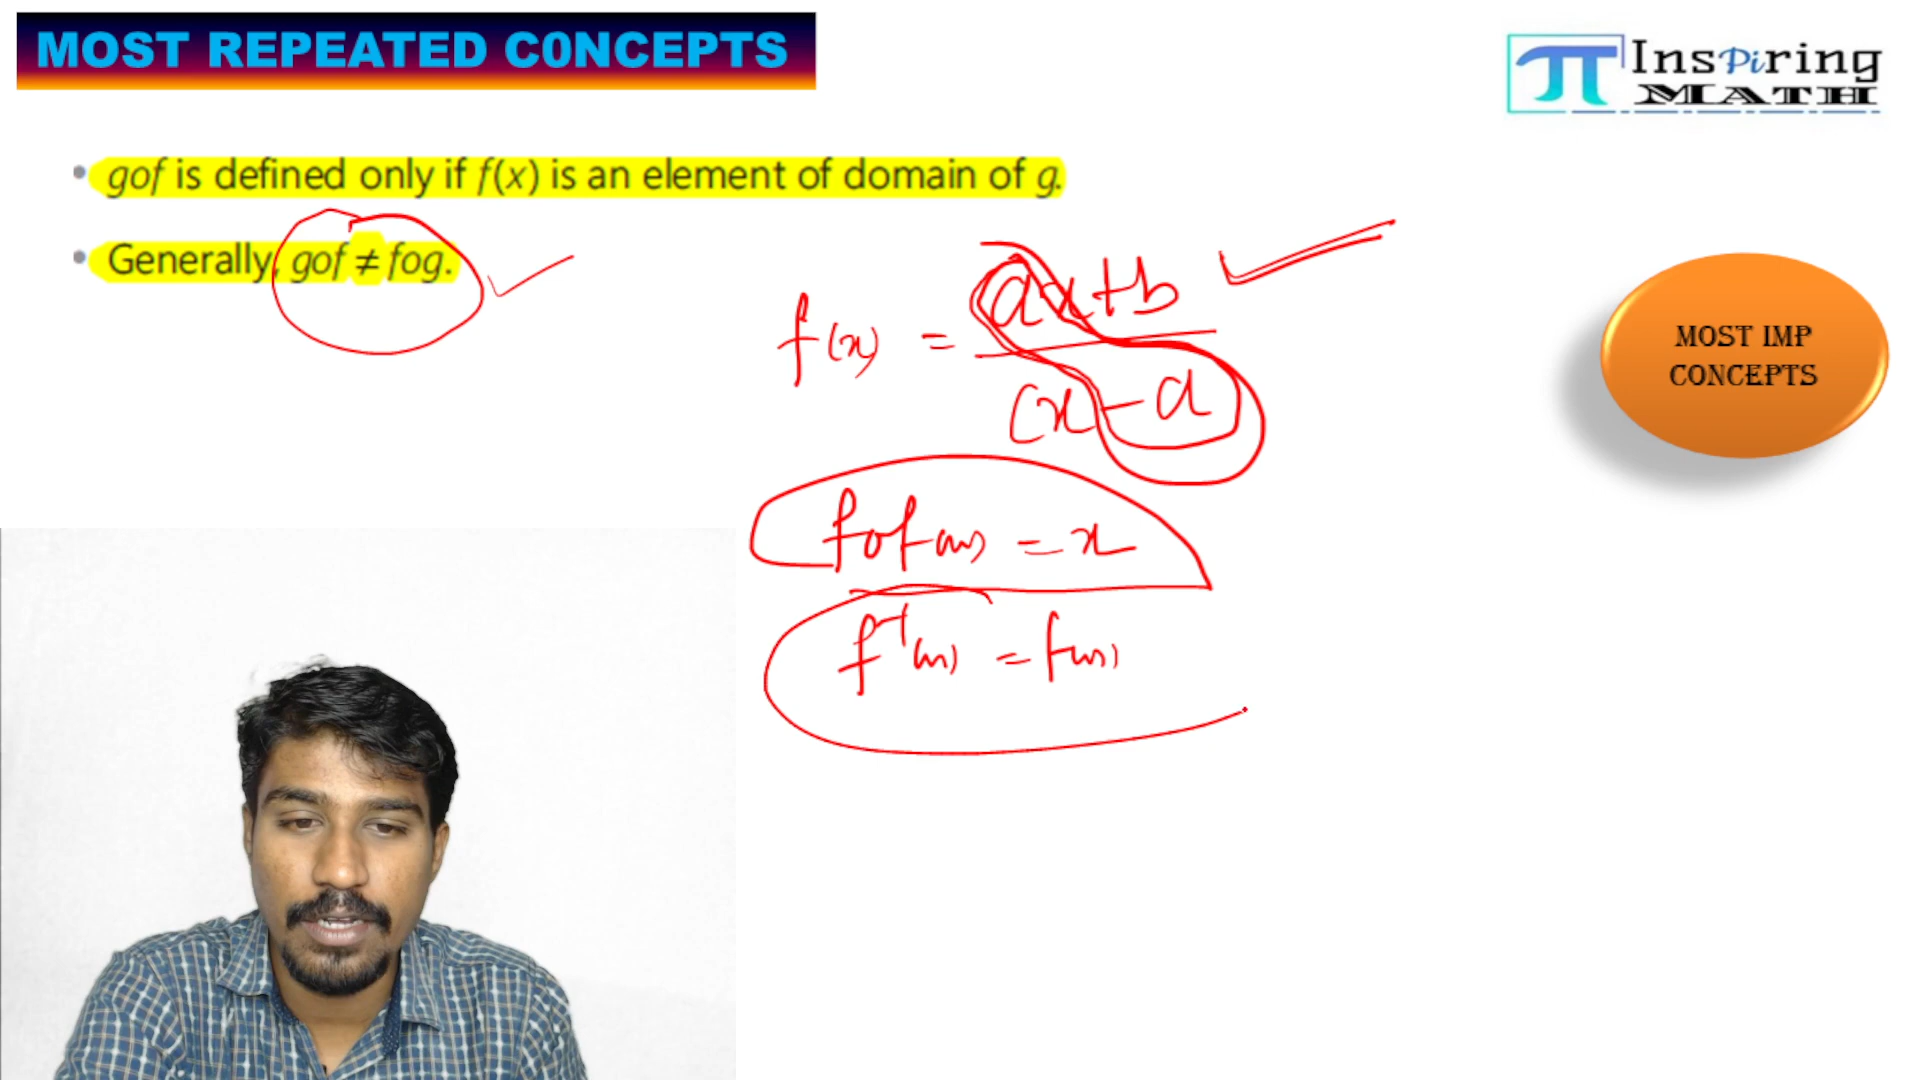 MOST REPEATED C0NCEPTS
InsPiring
MATH
• gof is defined only if f(x) is an element of domain of g.
• Generally, gof ≠ fog.
MOST IMP
CONCEPTS
f(x) = ax+b
cx-a
fof(x) = x
f⁻¹(x) = f(x)